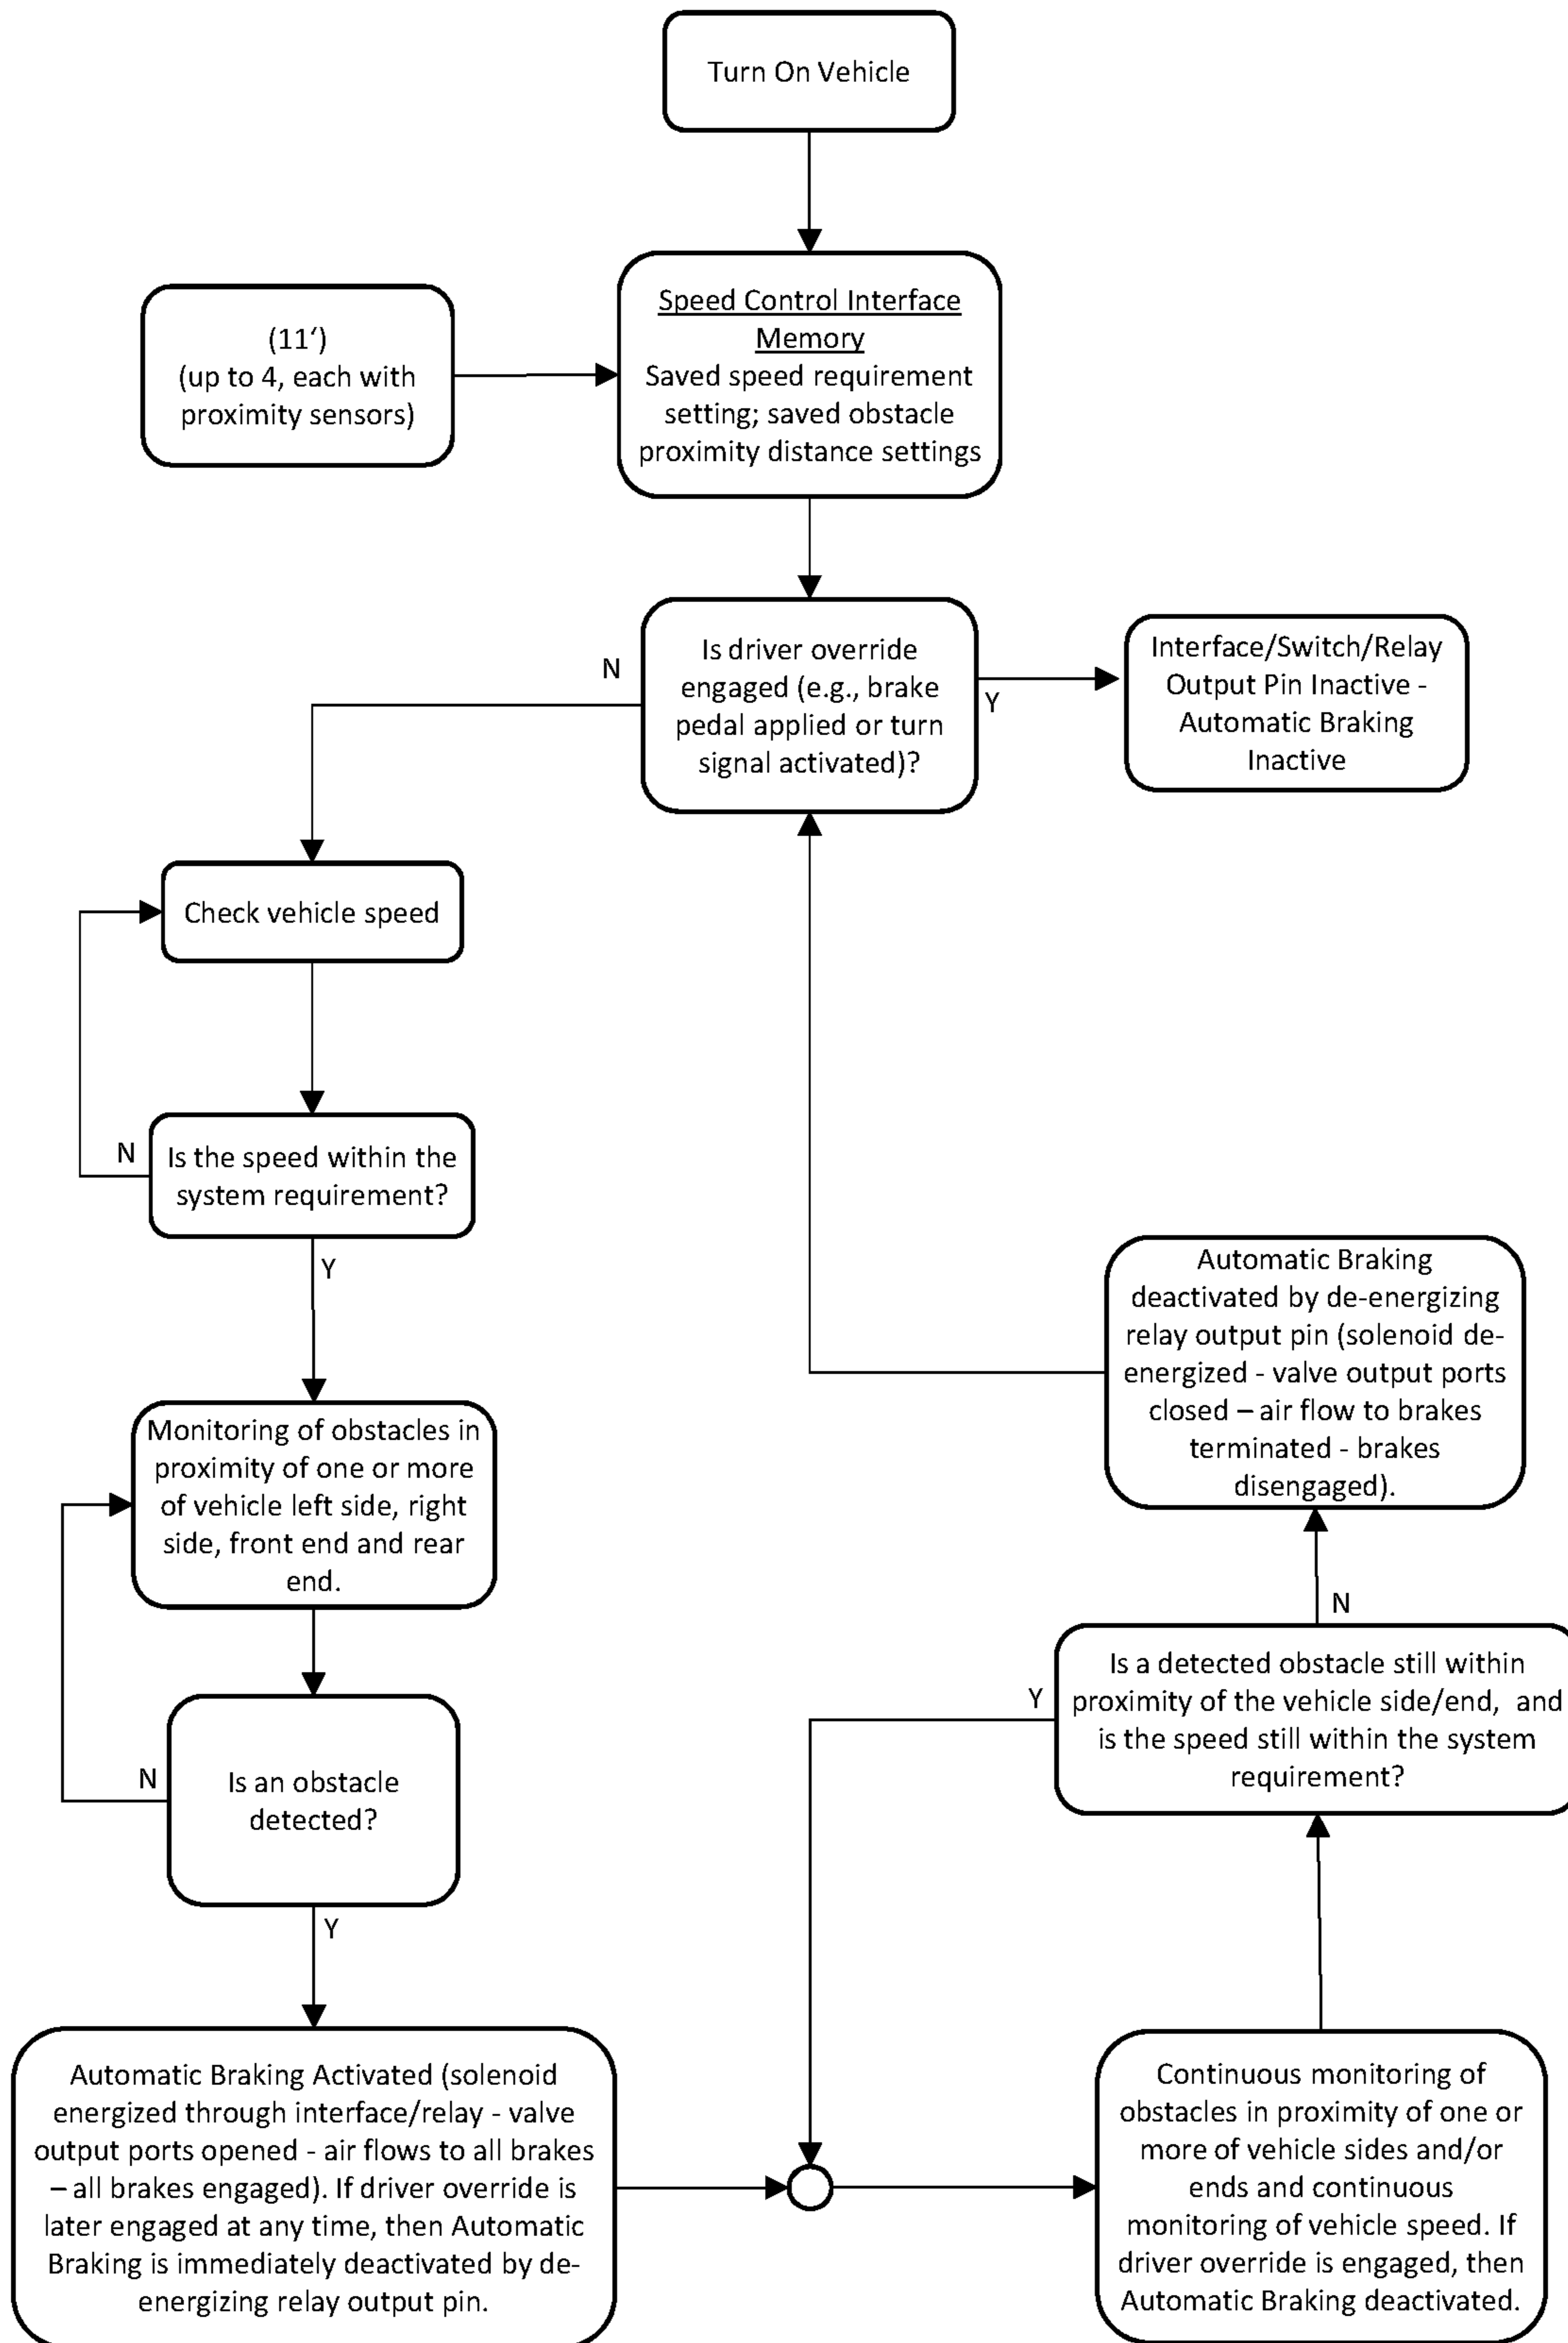 Turn On Vehicle
(11‘)
(up to 4, each with
proximity sensors)
Speed Control Interface
Memory
Saved speed requirement
setting; saved obstacle
proximity distance settings
Is driver override
engaged (e.g., brake
pedal applied or turn
signal activated)?
N
Y
Interface/Switch/Relay
Output Pin Inactive -
Automatic Braking
Inactive
Check vehicle speed
Is the speed within the
system requirement?
N
Y
Monitoring of obstacles in
proximity of one or more
of vehicle left side, right
side, front end and rear
end.
Is an obstacle
detected?
N
Y
Automatic Braking Activated (solenoid
energized through interface/relay - valve
output ports opened - air flows to all brakes
– all brakes engaged). If driver override is
later engaged at any time, then Automatic
Braking is immediately deactivated by de-
energizing relay output pin.
Continuous monitoring of
obstacles in proximity of one or
more of vehicle sides and/or
ends and continuous
monitoring of vehicle speed. If
driver override is engaged, then
Automatic Braking deactivated.
Is a detected obstacle still within
proximity of the vehicle side/end,  and
is the speed still within the system
requirement?
Y
N
Automatic Braking
deactivated by de-energizing
relay output pin (solenoid de-
energized - valve output ports
closed – air flow to brakes
terminated - brakes
disengaged).